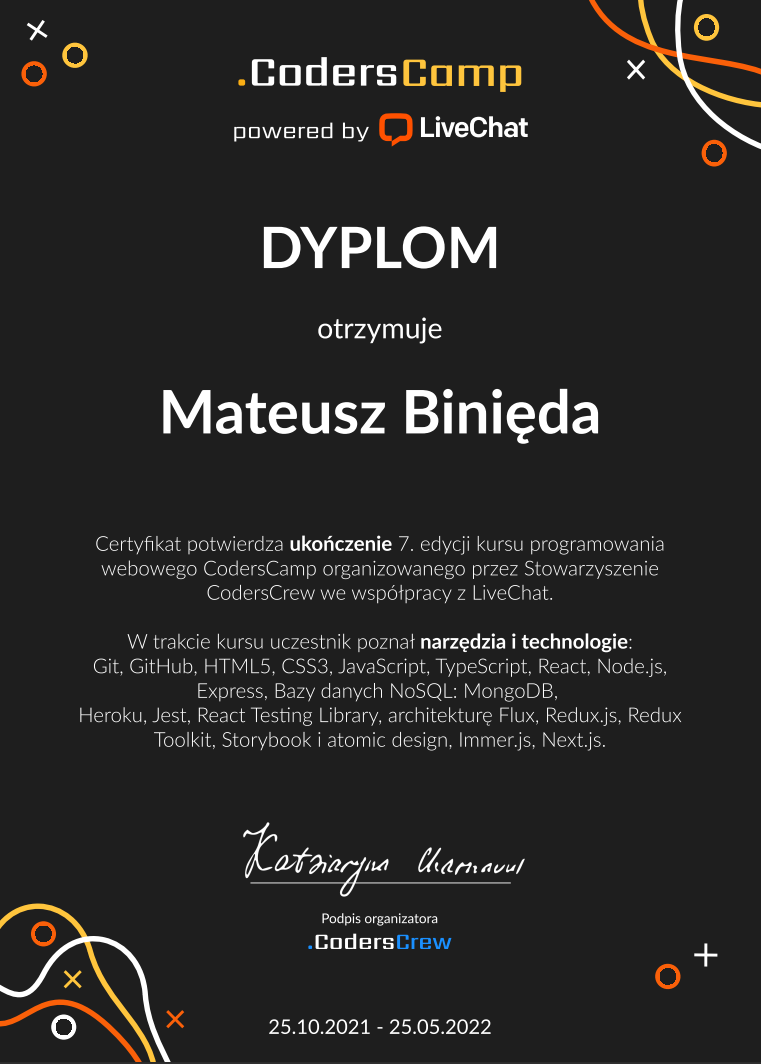 .CodersCamp
powered by LiveChat
DYPLOM
otrzymuje
Mateusz Binięda
Certyfikat potwierdza ukończenie 7. edycji kursu programowania
webowego CodersCamp organizowanego przez Stowarzyszenie
CodersCrew we współpracy z LiveChat.
W trakcie kursu uczestnik poznał narzędzia i technologie:
Git, GitHub, HTML5, CSS3, JavaScript, TypeScript, React, Node.js,
Express, Bazy danych NoSQL: MongoDB,
Heroku, Jest, React Testing Library, architekturę Flux, Redux.js, Redux
Toolkit, Storybook i atomic design, Immer.js, Next.js.
Katsiaryna
Podpis organizatora
.CodersCrew
25.10.2021 - 25.05.2022